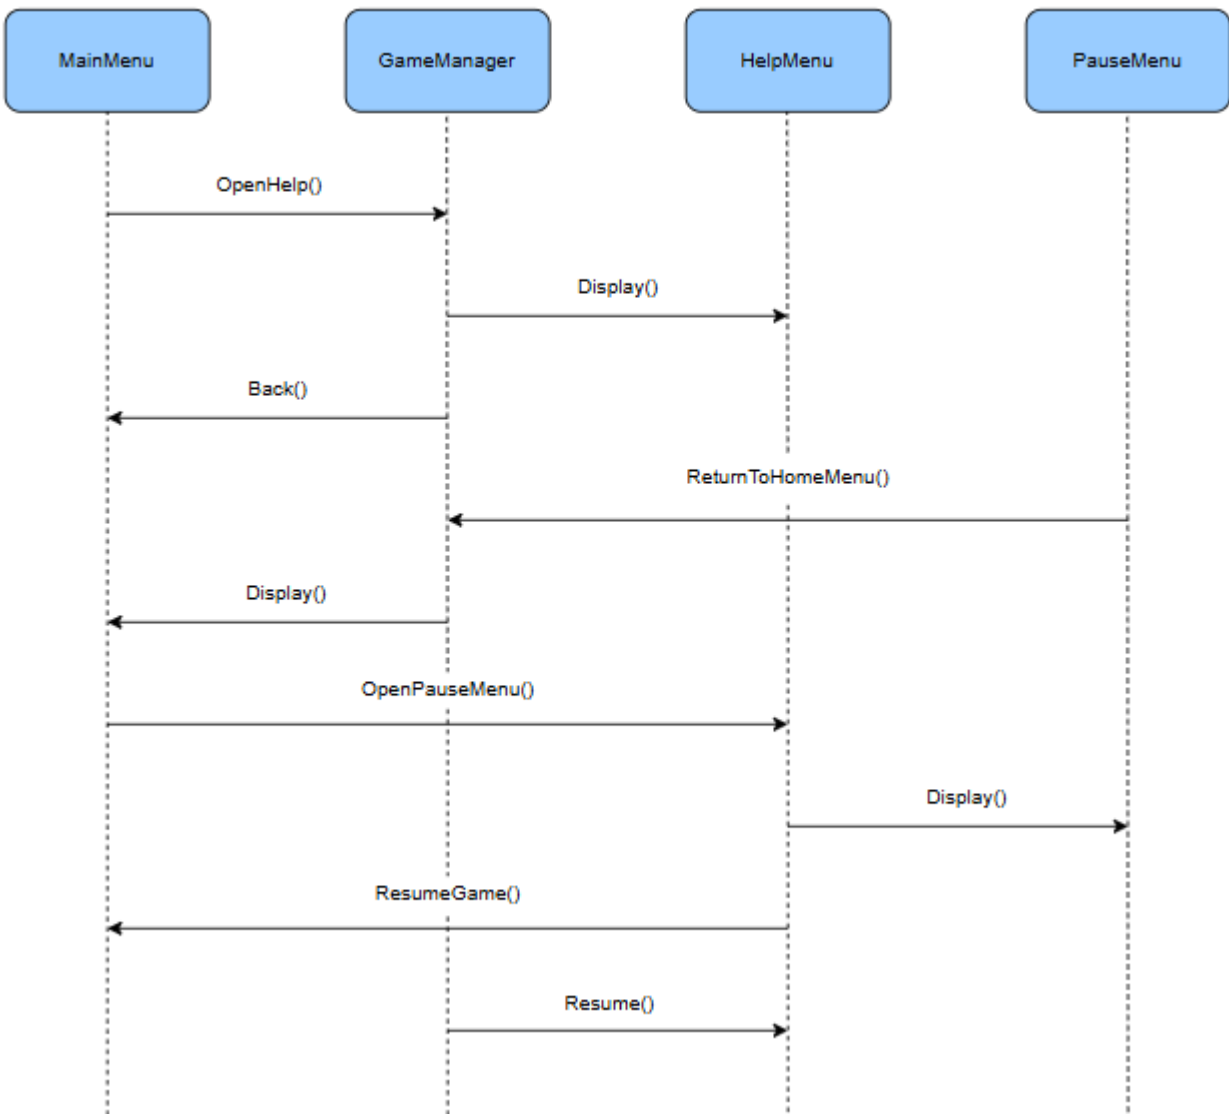 MainMenu
GameManager
HelpMenu
PauseMenu
OpenHelp()
Display()
Back()
ReturnToHomeMenu()
Display()
OpenPauseMenu()
Display()
ResumeGame()
Resume()